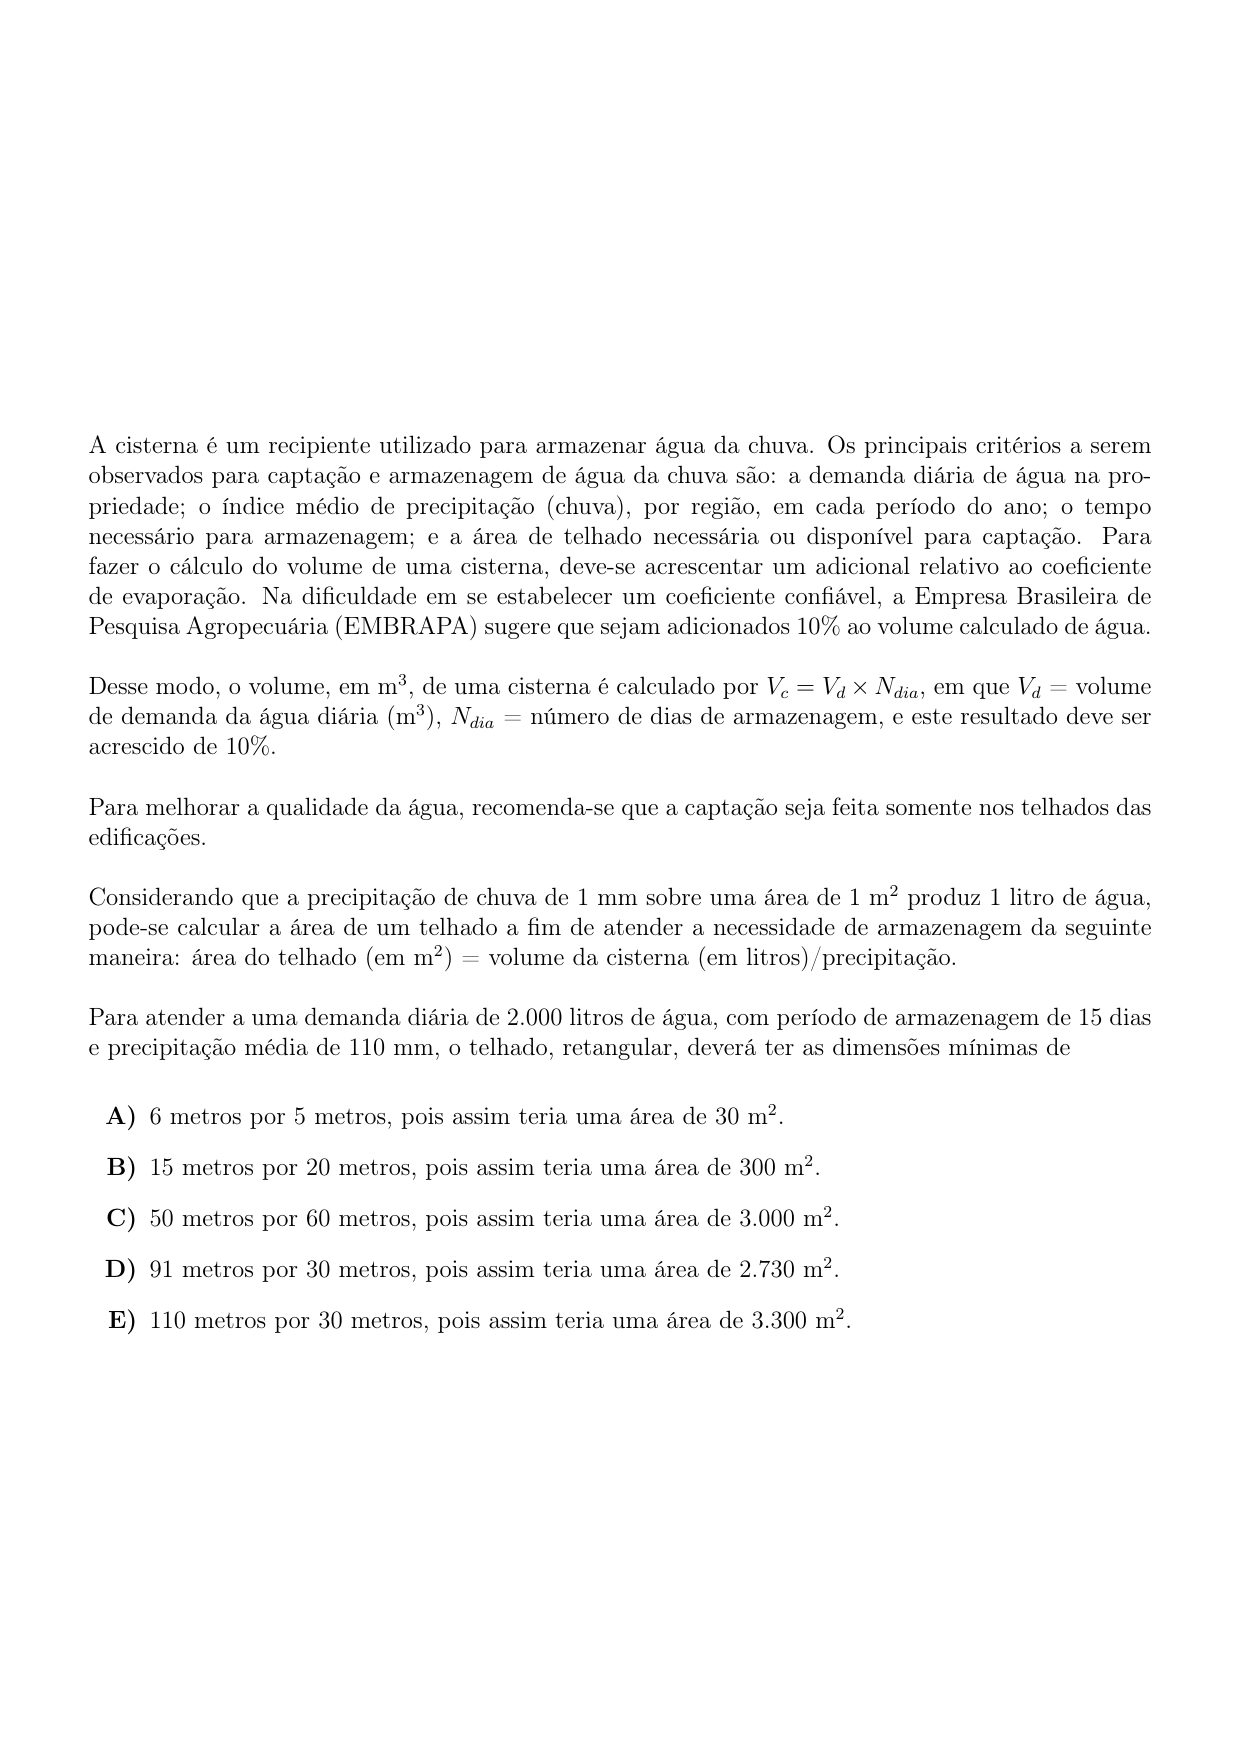 A cisterna é um recipiente utilizado para armazenar água da chuva. Os principais critérios a serem
observados para captação e armazenagem de água da chuva são: a demanda diária de água na pro-
priedade; o índice médio de precipitação (chuva), por região, em cada período do ano; o tempo
necessário para armazenagem; e a área de telhado necessária ou disponível para captação. Para
fazer o cálculo do volume de uma cisterna, deve-se acrescentar um adicional relativo ao coeficiente
de evaporação. Na dificuldade em se estabelecer um coeficiente confiável, a Empresa Brasileira de
Pesquisa Agropecuária (EMBRAPA) sugere que sejam adicionados 10% ao volume calculado de água.
Desse modo, o volume, em m³, de uma cisterna é calculado por $V_c = V_d \times N_{dia}$, em que $V_d$ = volume
de demanda da água diária (m³), $N_{dia}$ = número de dias de armazenagem, e este resultado deve ser
acrescido de 10%.
Para melhorar a qualidade da água, recomenda-se que a captação seja feita somente nos telhados das
edificações.
Considerando que a precipitação de chuva de 1 mm sobre uma área de 1 m² produz 1 litro de água,
pode-se calcular a área de um telhado a fim de atender a necessidade de armazenagem da seguinte
maneira: área do telhado (em m²) = volume da cisterna (em litros)/precipitação.
Para atender a uma demanda diária de 2.000 litros de água, com período de armazenagem de 15 dias
e precipitação média de 110 mm, o telhado, retangular, deverá ter as dimensões mínimas de
A) 6 metros por 5 metros, pois assim teria uma área de 30 m².
B) 15 metros por 20 metros, pois assim teria uma área de 300 m².
C) 50 metros por 60 metros, pois assim teria uma área de 3.000 m².
D) 91 metros por 30 metros, pois assim teria uma área de 2.730 m².
E) 110 metros por 30 metros, pois assim teria uma área de 3.300 m².